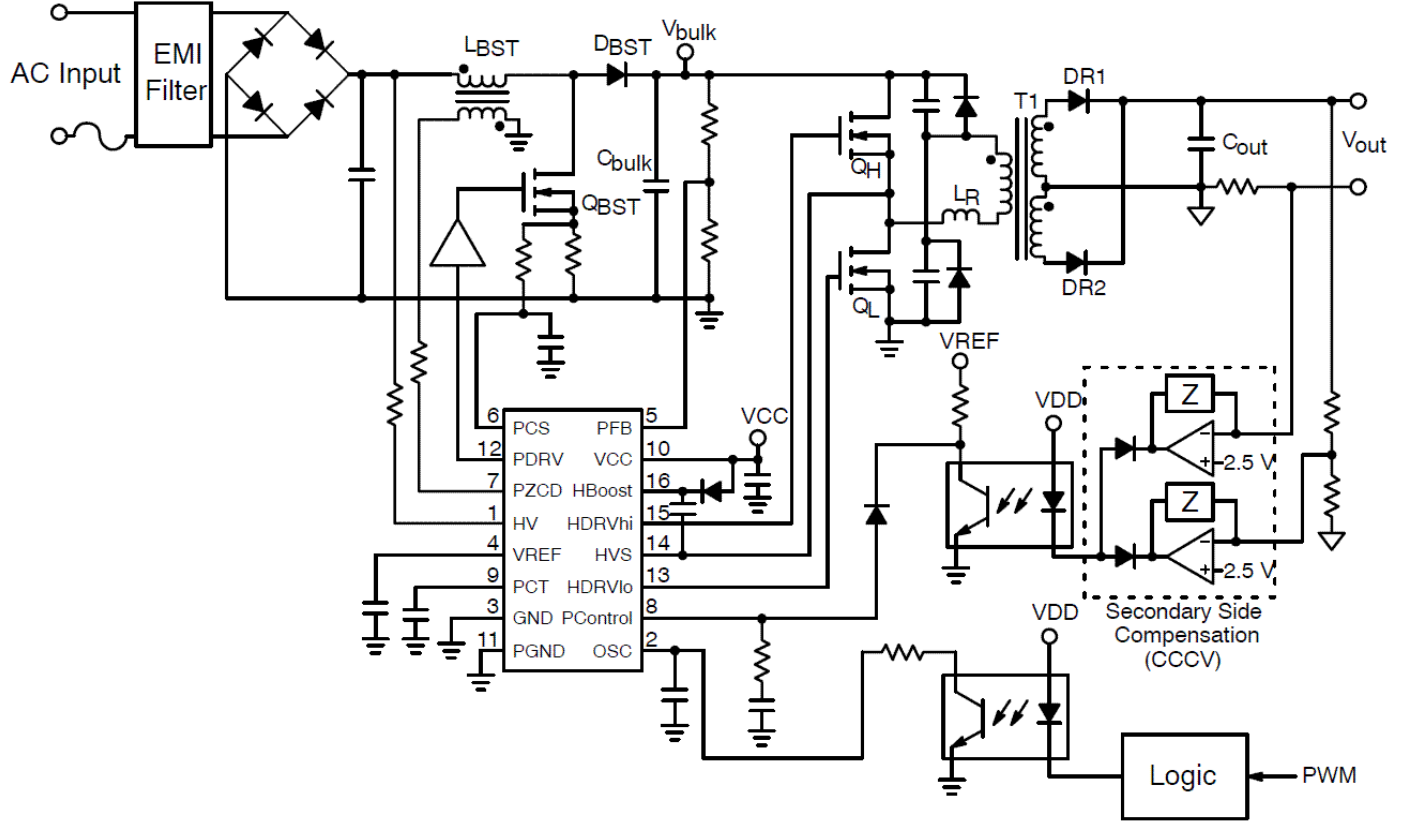 AC Input
EMI
Filter
LBST
DBST
Vbulk
Cbulk
QBST
QH
QL
LR
T1
DR1
DR2
Cout
Vout
VREF
VDD
Z
2.5 V
Z
2.5 V
Secondary Side
Compensation
(CCCV)
VCC
6 PCS PFB 5
12 PDRV VCC 10
7 PZCD HBoost 16
1 HV HDRVhi 15
4 VREF HVS 14
9 PCT HDRVlo 13
3 GND PControl 8
11 PGND OSC 2
VDD
Logic
PWM